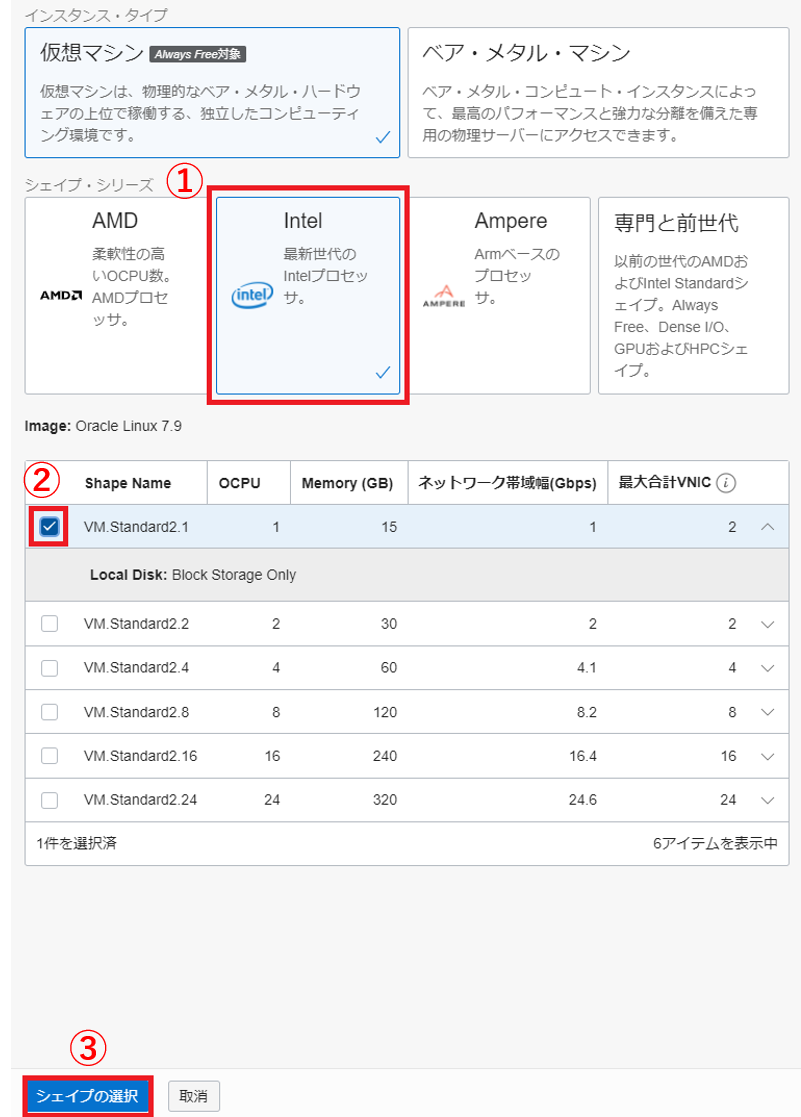 インスタンス・タイプ
仮想マシン Always Free対象
仮想マシンは、物理的なベア・メタル・ハードウ
ェアの上位で稼働する、独立したコンピューティ
ング環境です。
ベア・メタル・マシン
ベア・メタル・コンピュート・インスタンスによっ
て、最高のパフォーマンスと強力な分離を備えた専
用の物理サーバーにアクセスできます。
シェイプ・シリーズ
①
AMD
柔軟性の高
いOCPU数。
AMDプロセ
ッサ。
AMD
Intel
最新世代の
Intelプロセッ
サ。
intel
Ampere
Armベースの
プロセッ
サ。
AMPERE
専門と前世代
以前の世代のAMDお
よびIntel Standardシ
ェイプ。Always
Free、Dense I/O、
GPUおよびHPCシェ
イプ。
Image: Oracle Linux 7.9
②
Shape Name OCPU Memory (GB) ネットワーク帯域幅(Gbps) 最大合計VNIC i
VM.Standard2.1 1 15 1 2
Local Disk: Block Storage Only
VM.Standard2.2 2 30 2 2
VM.Standard2.4 4 60 4.1 4
VM.Standard2.8 8 120 8.2 8
VM.Standard2.16 16 240 16.4 16
VM.Standard2.24 24 320 24.6 24
1件を選択済 6アイテムを表示中
③
シェイプの選択 取消